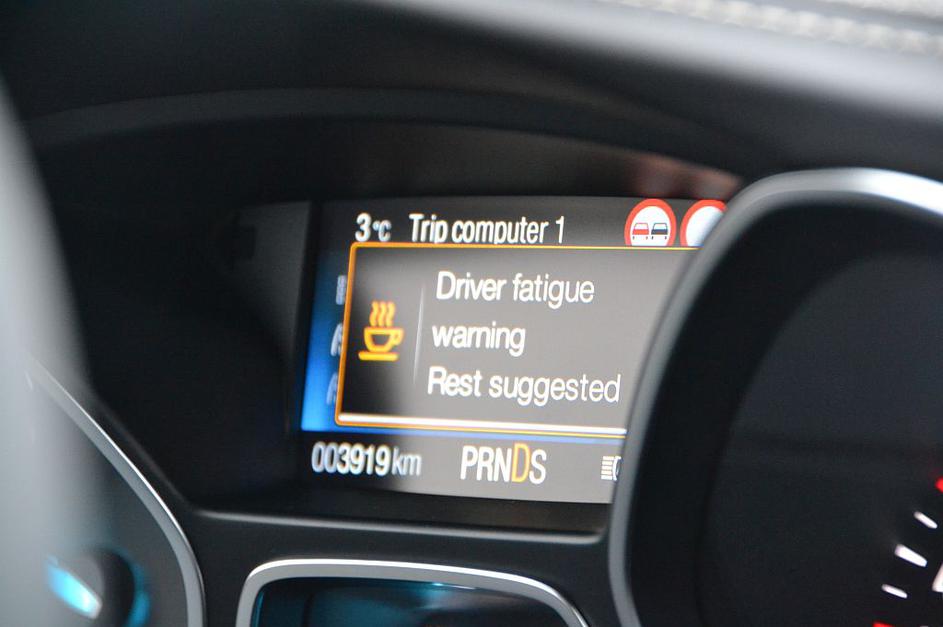 3°C Trip computer 1
Driver fatigue
warning
Rest suggested
003919 km PRNDS